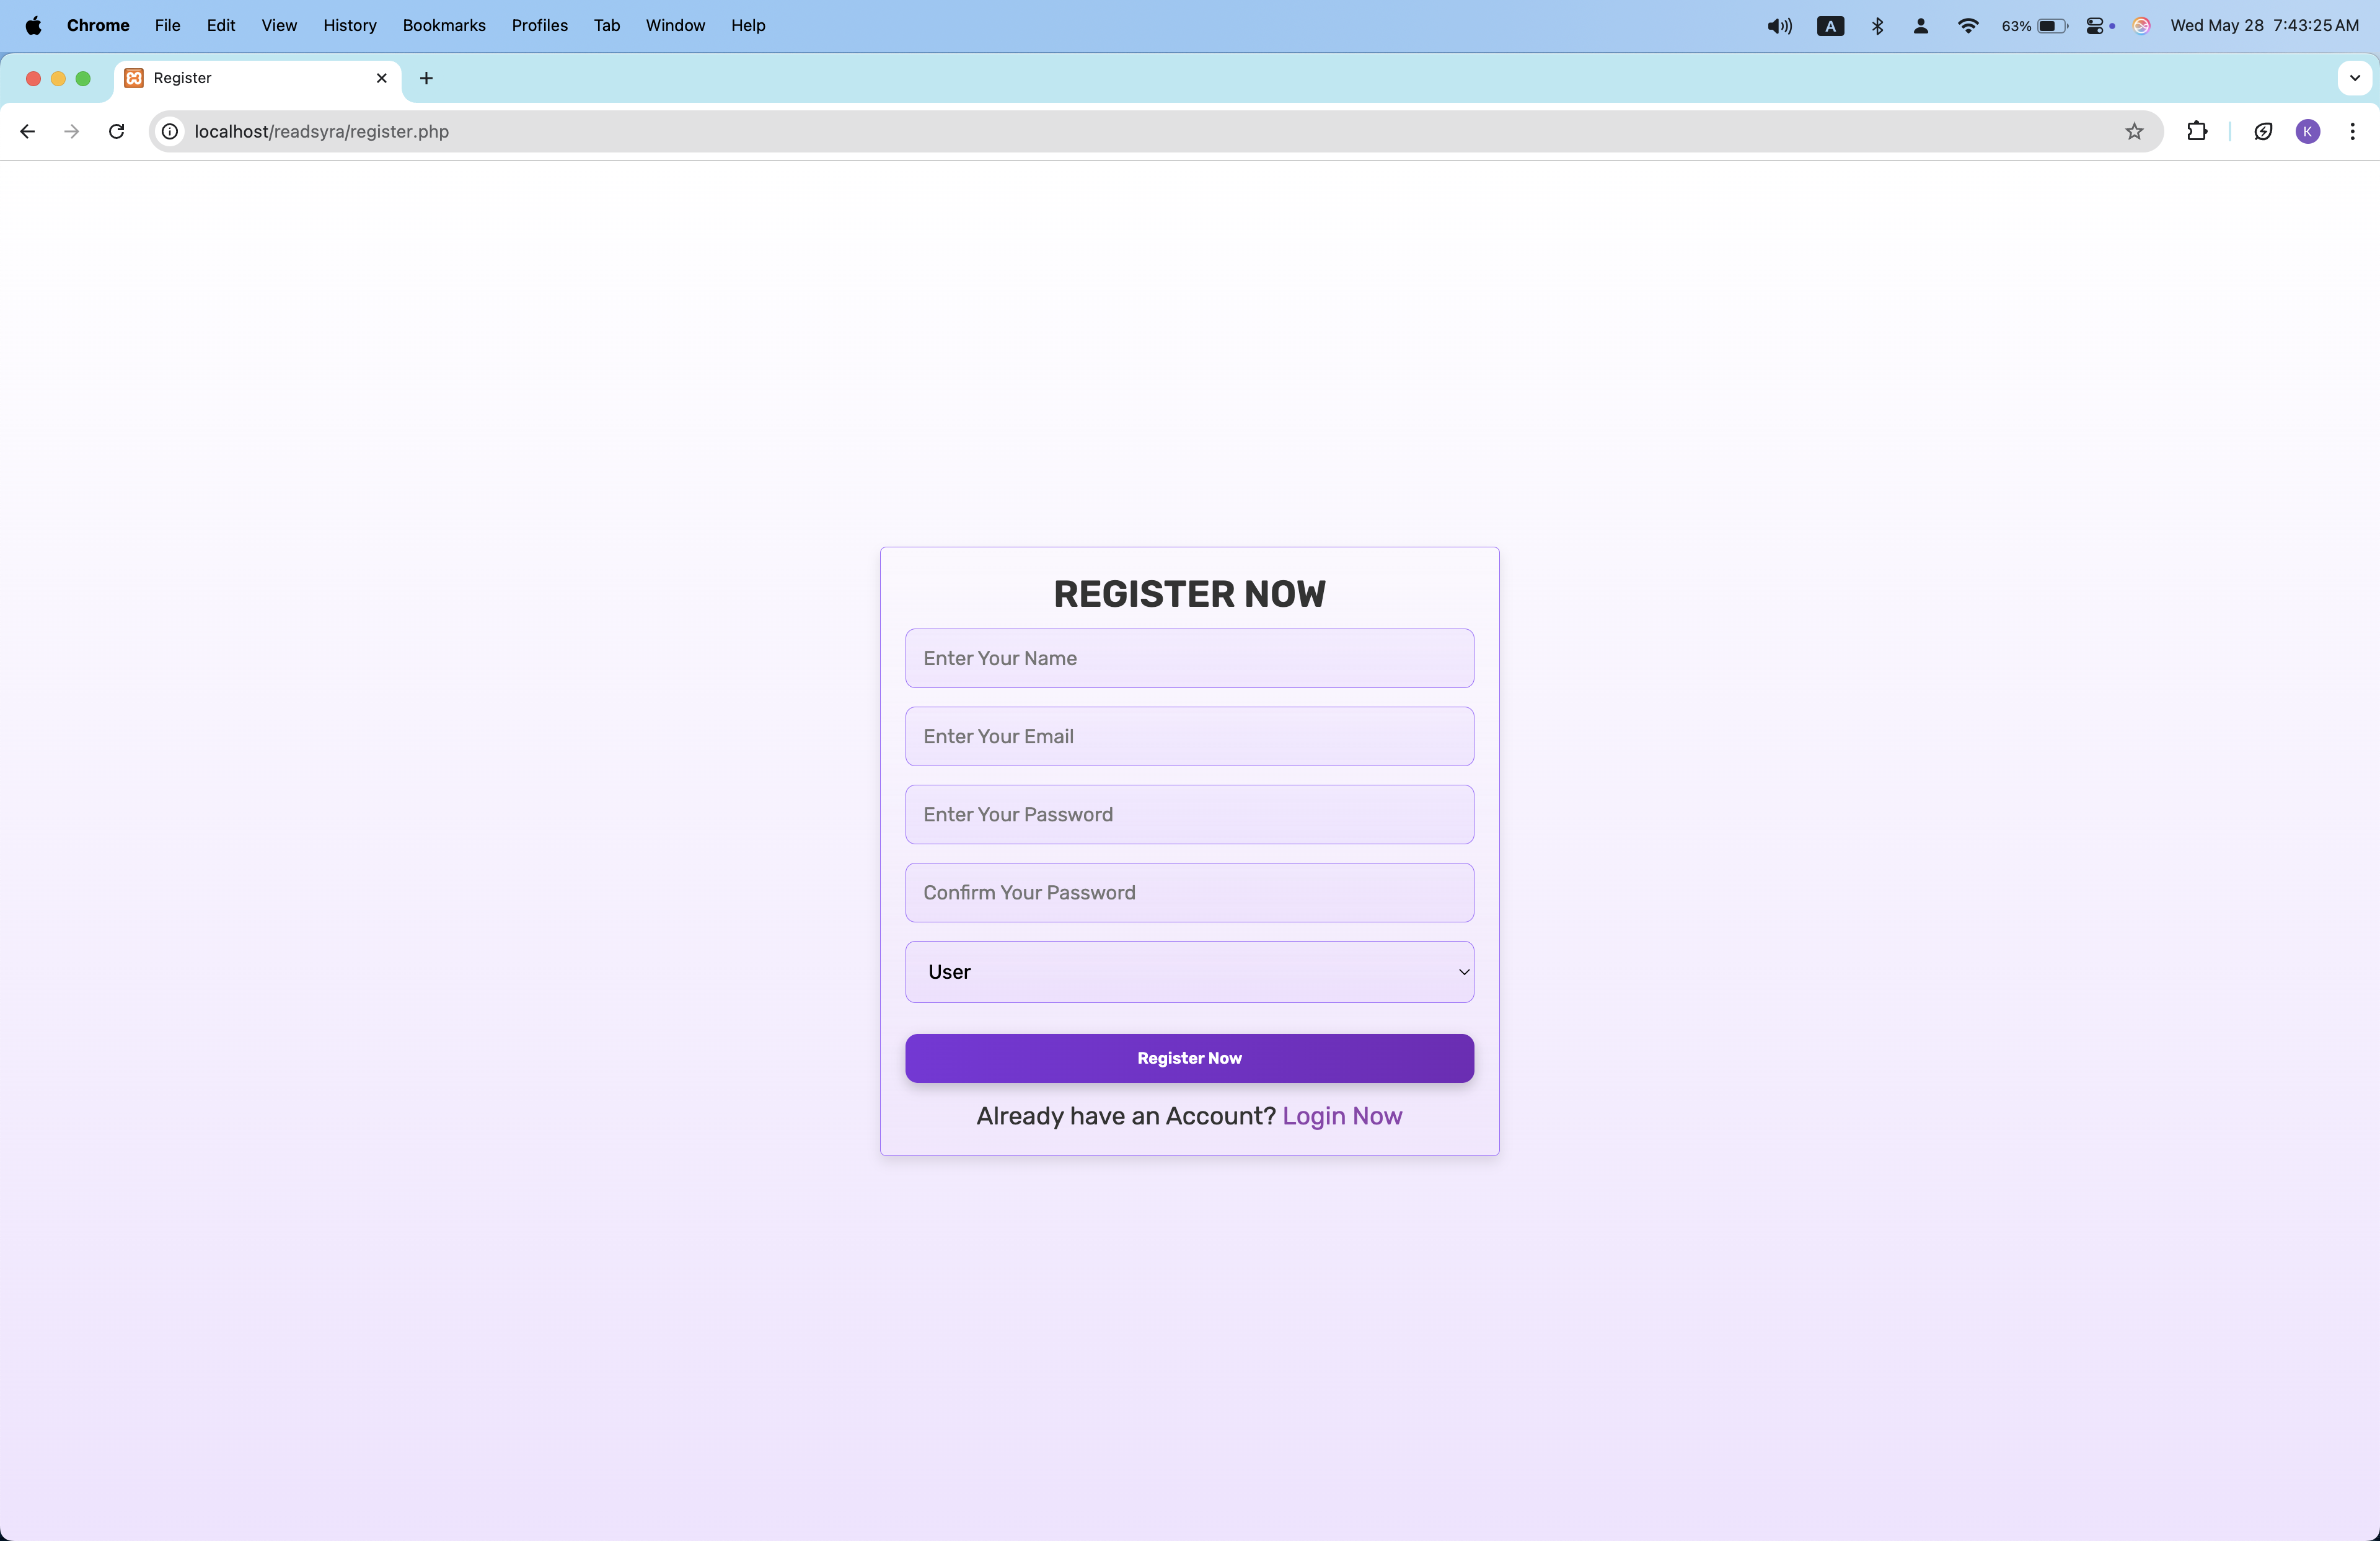 Chrome File Edit View History Bookmarks Profiles Tab Window Help A 63% Wed May 28 7:43:25 AM
Register
localhost/readsyra/register.php K
REGISTER NOW
Enter Your Name
Enter Your Email
Enter Your Password
Confirm Your Password
User
Register Now
Already have an Account? Login Now